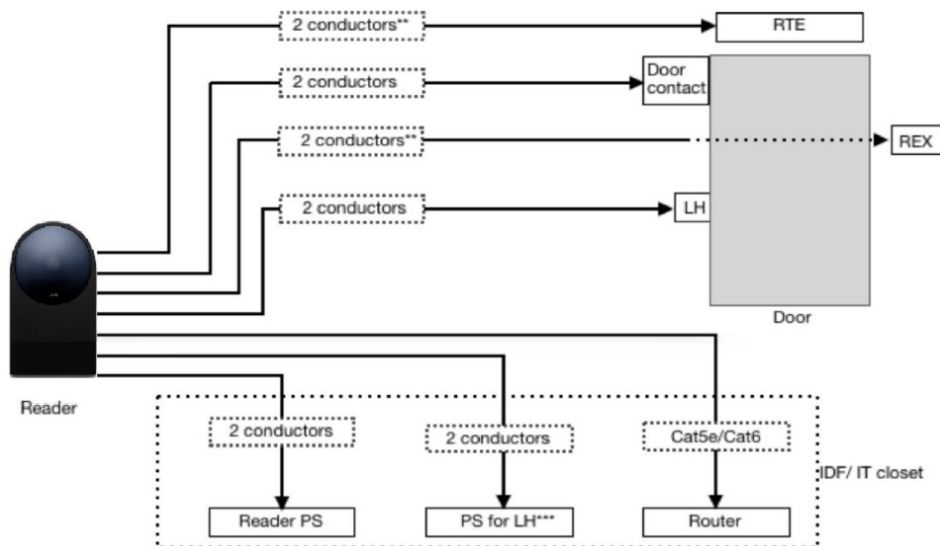 2 conductors**
RTE
2 conductors
Door
contact
2 conductors**
REX
2 conductors
LH
Door
Reader
2 conductors
2 conductors
Cat5e/Cat6
IDF/ IT closet
Reader PS
PS for LH***
Router